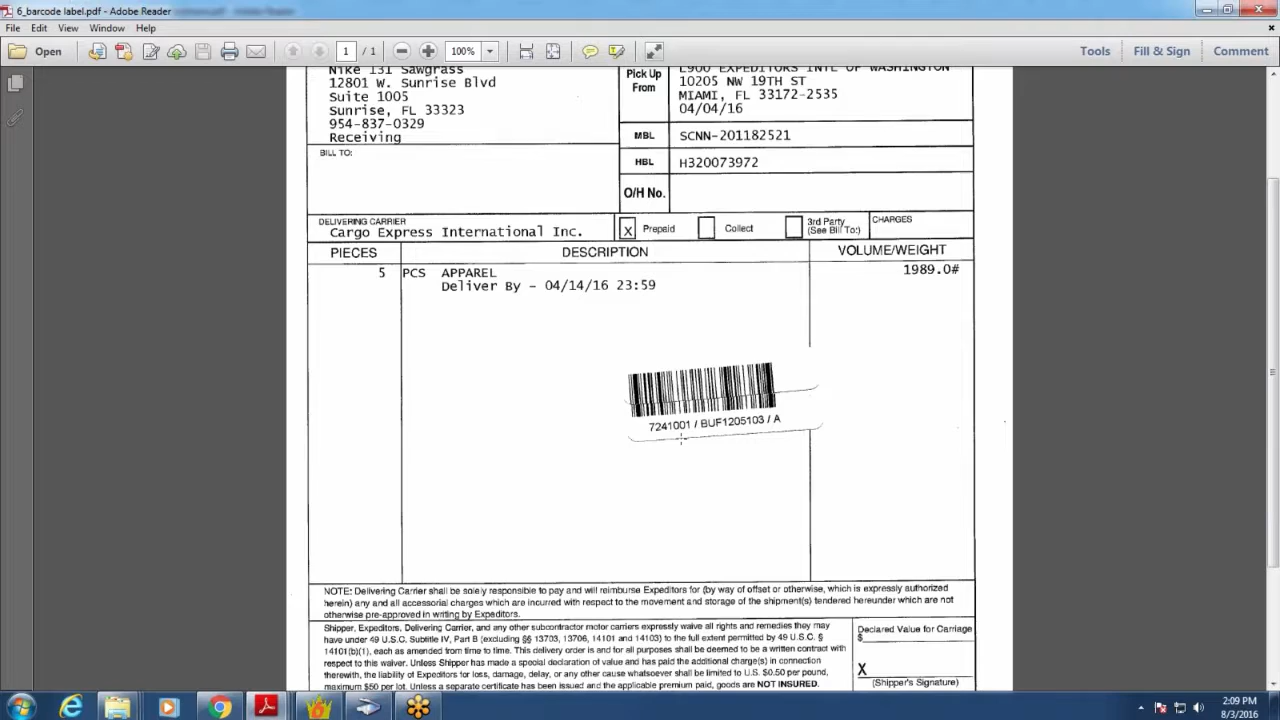 6_barcode label.pdf - Adobe Reader
File Edit View Window Help
Open 1 / 1 100% Tools Fill & Sign Comment
Nike 131 Sawgrass
12801 W. Sunrise Blvd
Suite 1005
Sunrise, FL 33323
954-837-0329
Receiving
Pick Up
From
L900 EXPEDITORS INTL OF WASHINGTON
10205 NW 19TH ST
MIAMI, FL 33172-2535
04/04/16
MBL SCNN-201182521
BILL TO:
HBL H320073972
O/H No.
DELIVERING CARRIER
Cargo Express International Inc.
X Prepaid Collect 3rd Party
(See Bill To:)
CHARGES
PIECES DESCRIPTION VOLUME/WEIGHT
5 PCS APPAREL 1989.0#
Deliver By - 04/14/16 23:59
7241001 / BUF1205103 / A
NOTE: Delivering Carrier shall be solely responsible to pay and will reimburse Expeditors for (by way of offset or otherwise, which is expressly authorized
herein) any and all accessorial charges which are incurred with respect to the movement and storage of the shipment(s) tendered hereunder which are not
otherwise pre-approved in writing by Expeditors.
Shipper, Expeditors, Delivering Carrier, and any other subcontractor motor carriers expressly waive all rights and remedies they may
have under 49 U.S.C. Subtitle IV, Part B (excluding §§ 13703, 13706, 14101 and 14103) to the full extent permitted by 49 U.S.C. §
14101(b)(1), each as amended from time to time. This delivery order is and for all purposes shall be deemed to be a written contract with
respect to this waiver. Unless Shipper has made a special declaration of value and has paid the additional charge(s) in connection
therewith, the liability of Expeditors for loss, damage, delay, or any other cause whatsoever shall be limited to U.S. $0.50 per pound,
maximum $50 per lot. Unless a separate certificate has been issued and the applicable premium paid, goods are NOT INSURED.
Declared Value for Carriage
$
X
(Shipper's Signature)
2:09 PM
8/3/2016